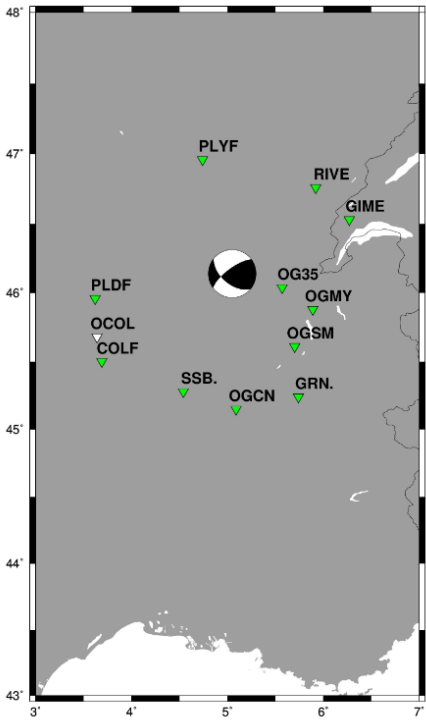 48°
PLYF
47°
RIVE
GIME
OG35
46°
PLDF
OGMY
OCOL
OGSM
COLF
SSB.
GRN.
OGCN
45°
44°
43°
3° 4° 5° 6° 7°